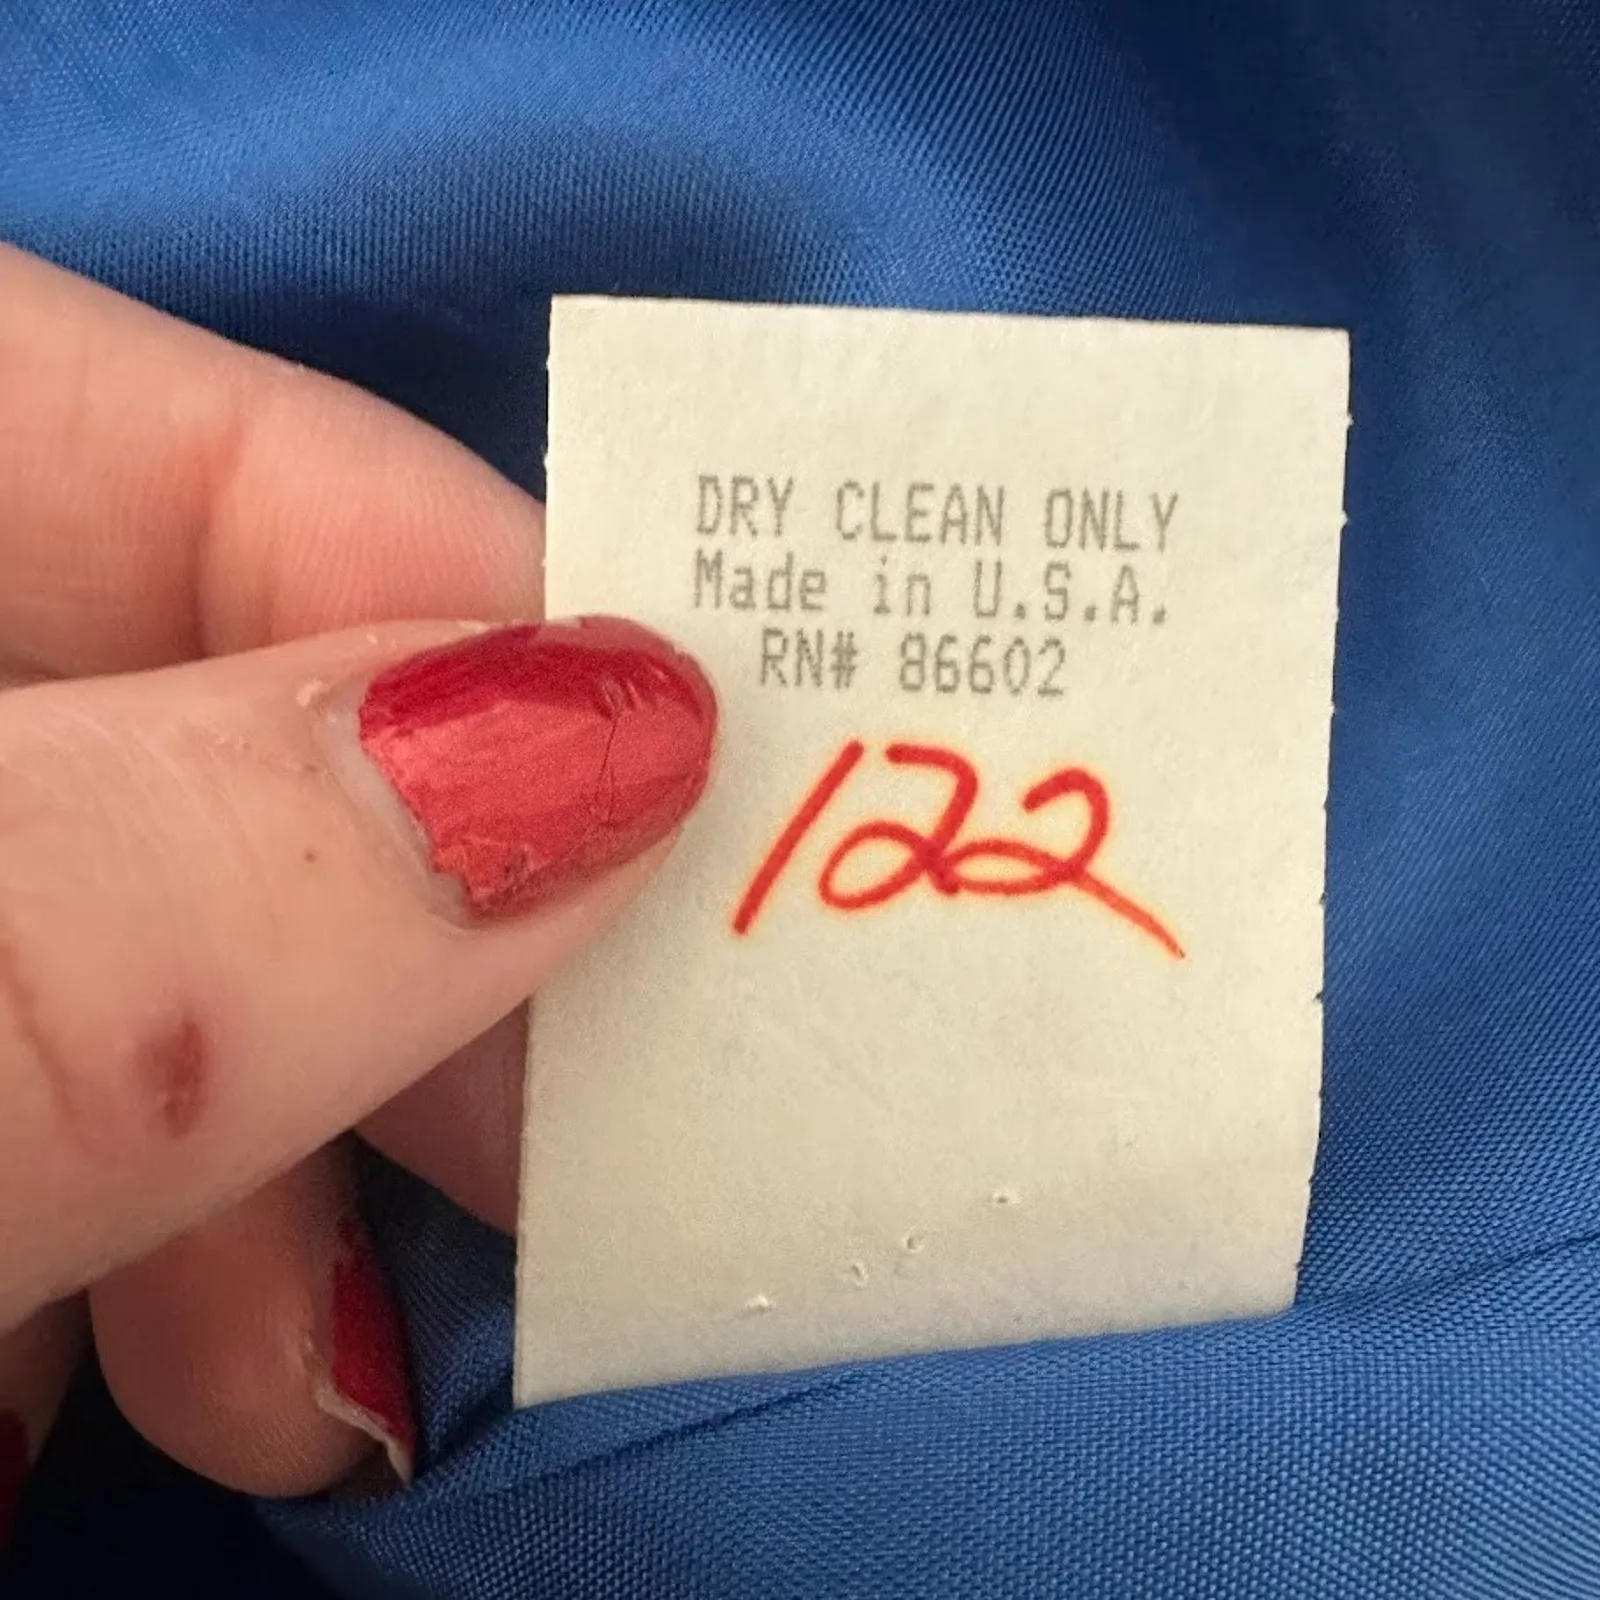 DRY CLEAN ONLY
Made in U.S.A.
RN# 86602
122